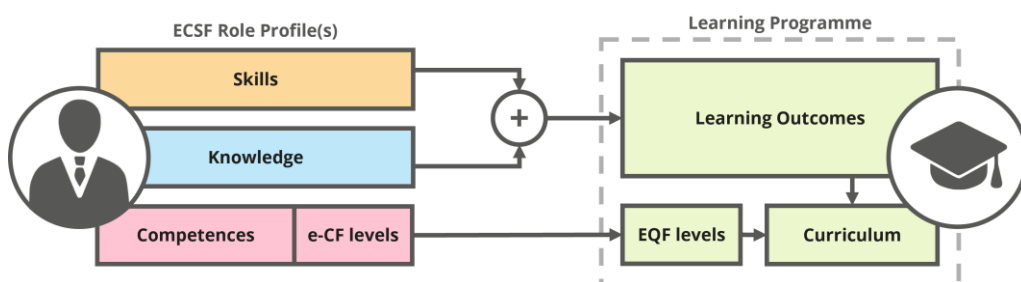 ECSF Role Profile(s)
Learning Programme
Skills
+
Learning Outcomes
Knowledge
Competences
e-CF levels
EQF levels
Curriculum